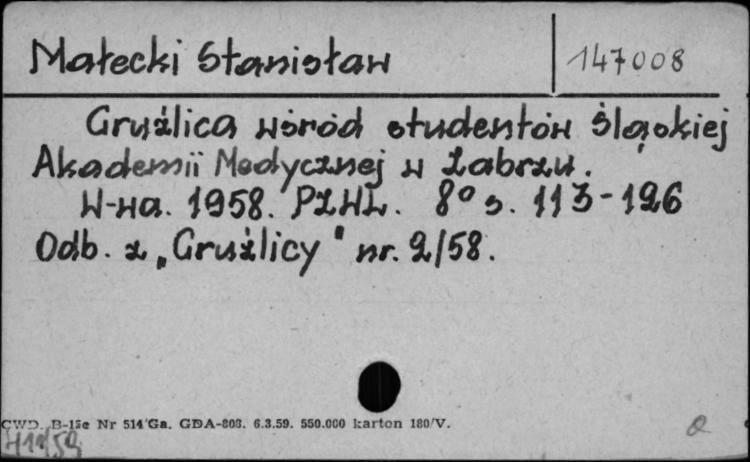 Małecki Stanisław
147008
Gruźlica wśród studentów Śląskiej
Akademii Medycznej w Zabrzu.
W-wa. 1958. PZWL. 8° s. 113-126
Odb. z „Gruźlicy" nr. 2/58.
CWD. B-15e Nr 514 Ga. GDA-808. 6.3.59. 550.000 karton 180/V.